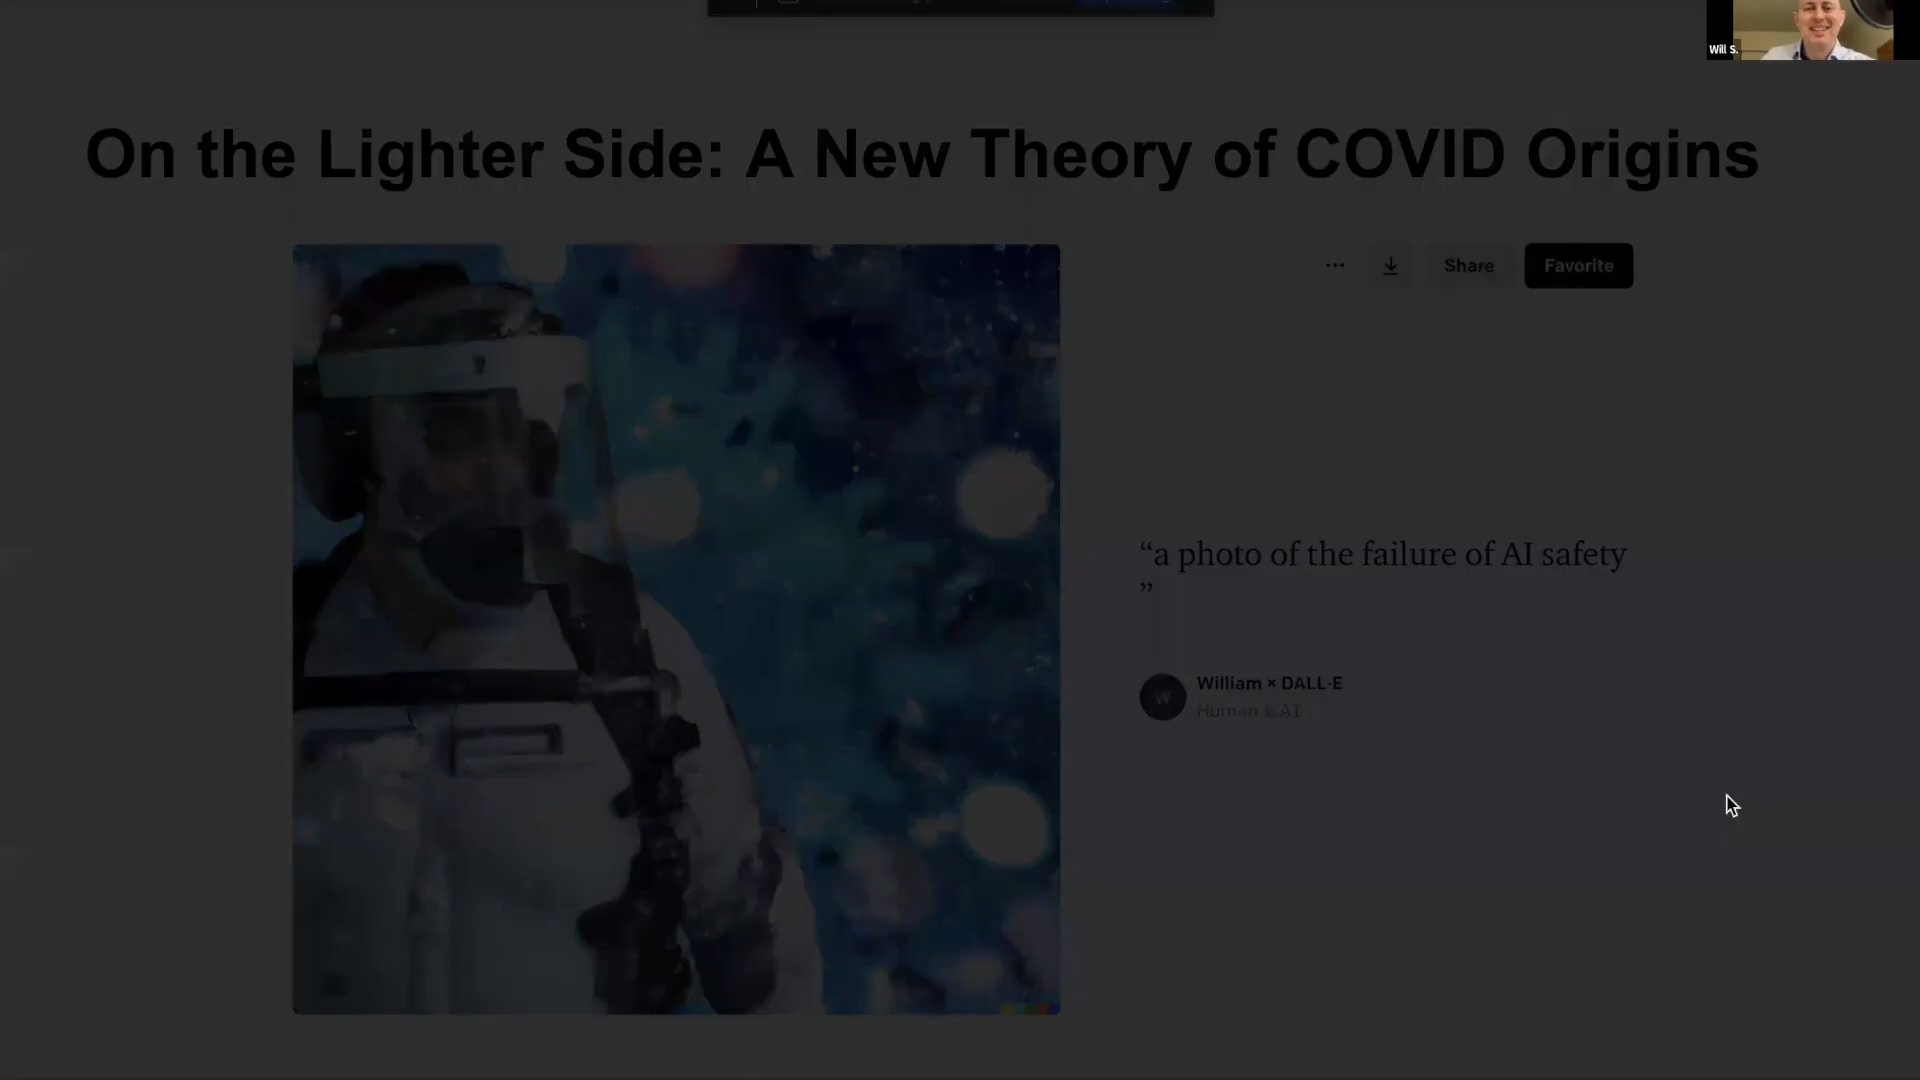 Will S.
On the Lighter Side: A New Theory of COVID Origins
Share
Favorite
“a photo of the failure of AI safety
”
W
William × DALL·E
Human & AI